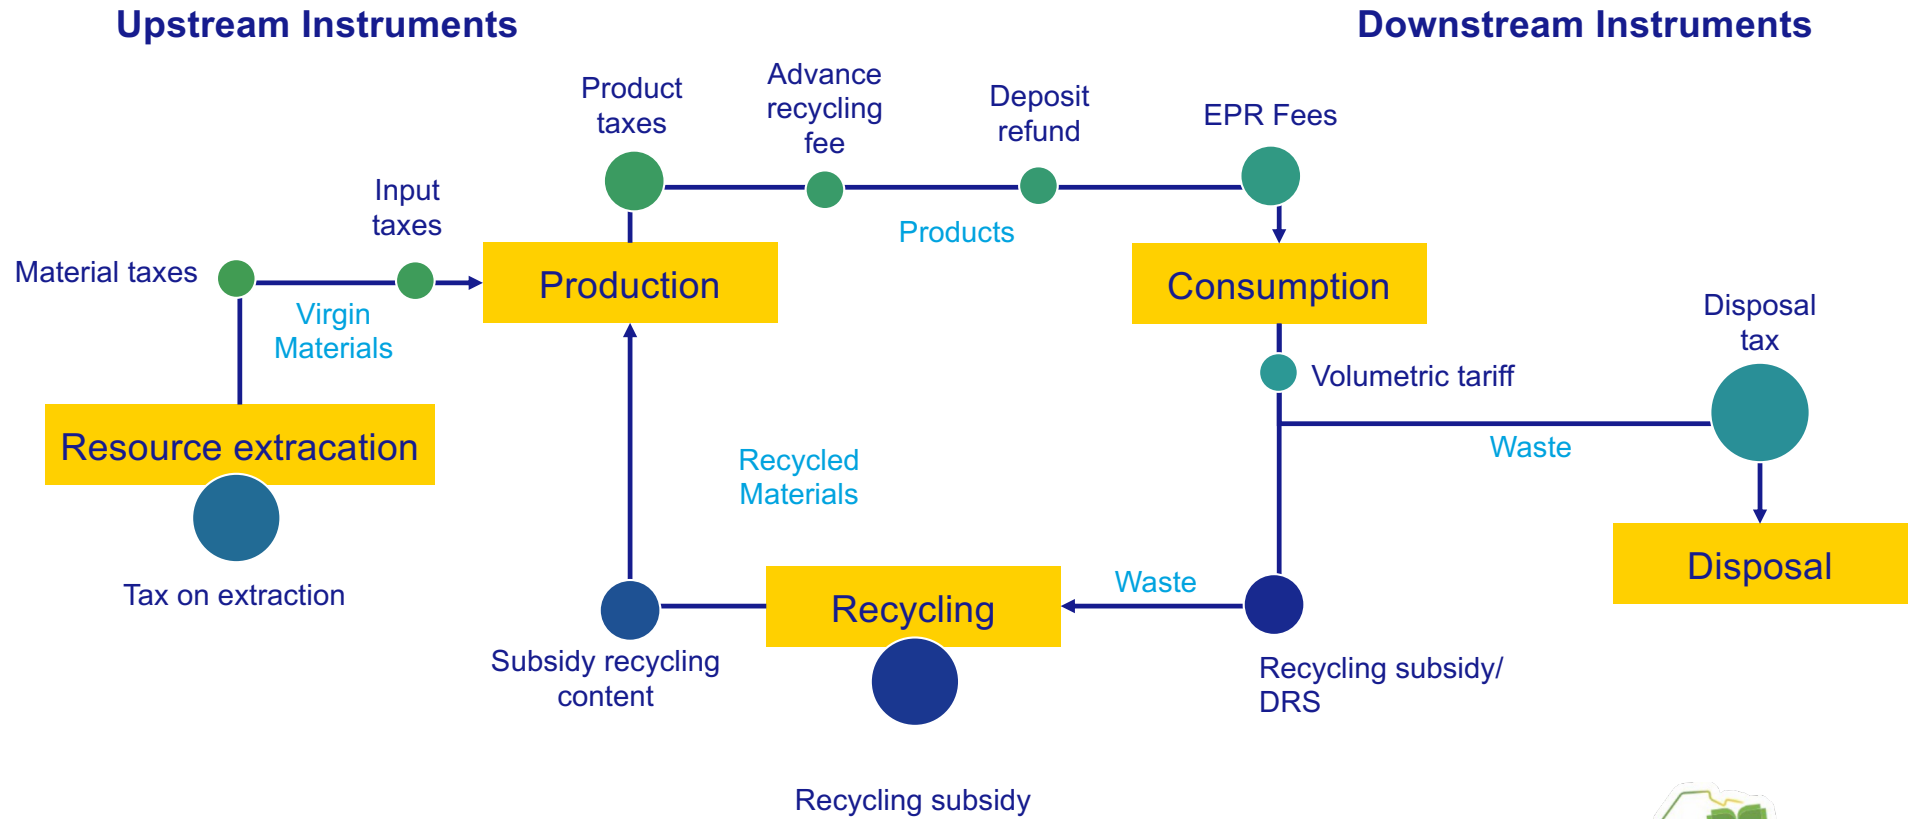 Upstream Instruments
Downstream Instruments
Product
taxes
Advance
recycling
fee
Deposit
refund
EPR Fees
Input
taxes
Material taxes
Virgin
Materials
Production
Products
Consumption
Disposal
tax
Volumetric tariff
Resource extracation
Waste
Recycled
Materials
Tax on extraction
Disposal
Recycling
Waste
Subsidy recycling
content
Recycling subsidy/
DRS
Recycling subsidy